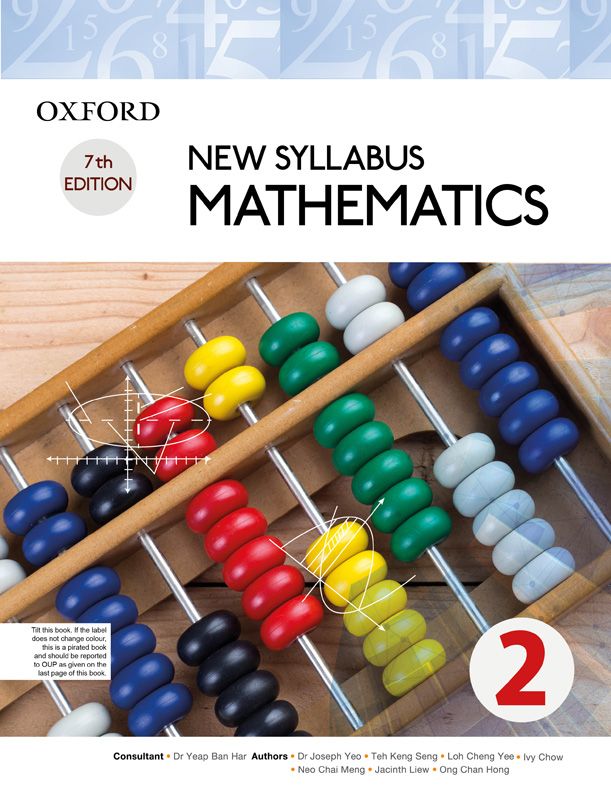 OXFORD
7th
EDITION
NEW SYLLABUS
MATHEMATICS
Tilt this book. If the label
does not change colour,
this is a pirated book
and should be reported
to OUP as given on the
last page of this book.
2
Consultant • Dr Yeap Ban Har Authors • Dr Joseph Yeo • Teh Keng Seng • Loh Cheng Yee • Ivy Chow
• Neo Chai Meng • Jacinth Liew • Ong Chan Hong